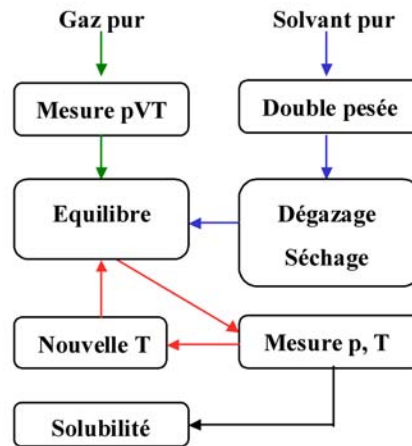 Gaz pur
Solvant pur
Mesure pVT
Double pesée
Equilibre
Dégazage
Séchage
Nouvelle T
Mesure p, T
Solubilité